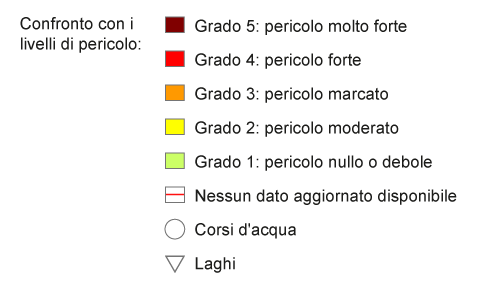 Confronto con i
livelli di pericolo:
Grado 5: pericolo molto forte
Grado 4: pericolo forte
Grado 3: pericolo marcato
Grado 2: pericolo moderato
Grado 1: pericolo nullo o debole
Nessun dato aggiornato disponibile
Corsi d'acqua
Laghi